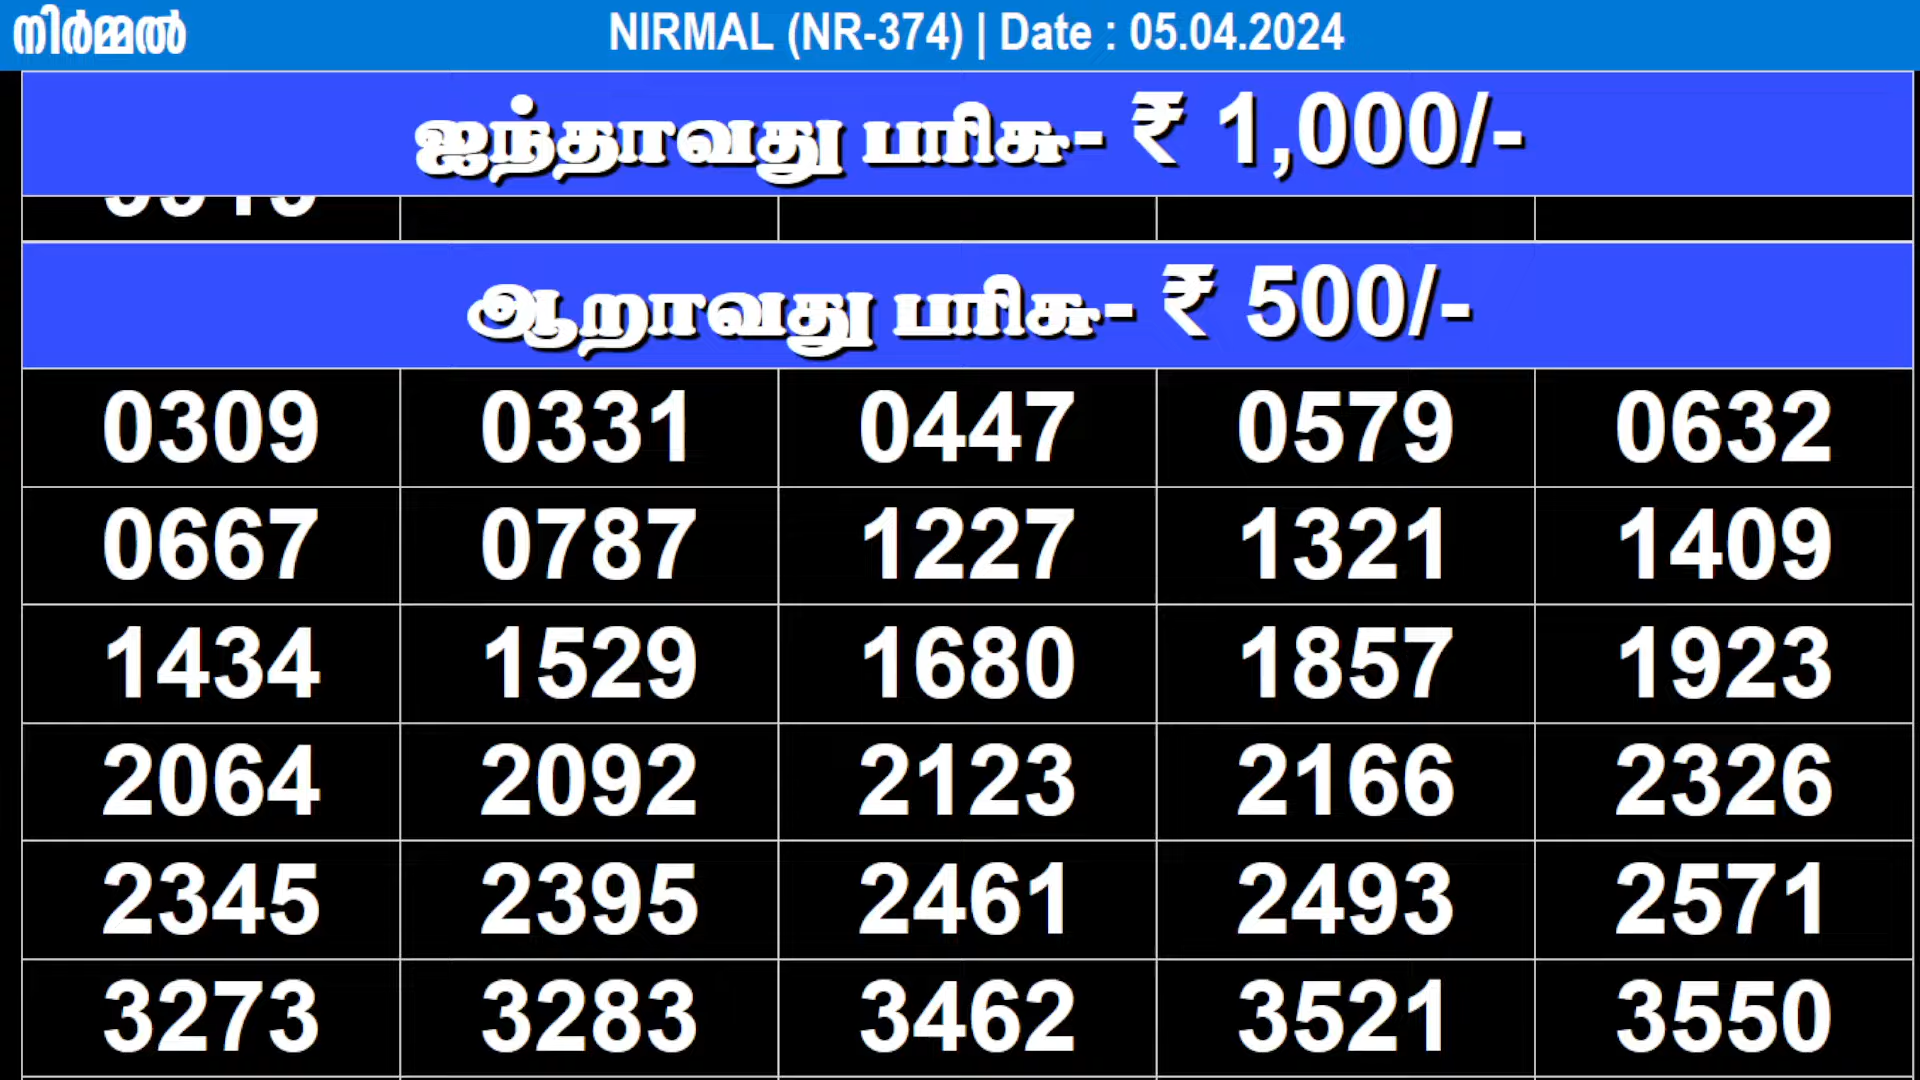 നിർമ്മൽ NIRMAL (NR-374) | Date : 05.04.2024
ஐந்தாவது பரிசு- ₹ 1,000/-
ஆறாவது பரிசு- ₹ 500/-
0309 0331 0447 0579 0632
0667 0787 1227 1321 1409
1434 1529 1680 1857 1923
2064 2092 2123 2166 2326
2345 2395 2461 2493 2571
3273 3283 3462 3521 3550